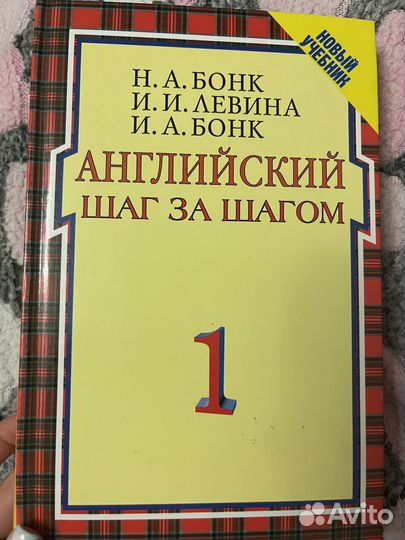 НОВЫЙ
УЧЕБНИК
Н. А. БОНК
И. И. ЛЕВИНА
И. А. БОНК
АНГЛИЙСКИЙ
ШАГ ЗА ШАГОМ
1
Avito